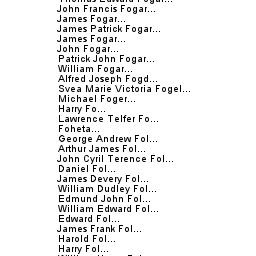 Thomas Edward Fogar...
John Francis Fogar...
James Fogar...
James Patrick Fogar...
James Fogar...
John Fogar...
Patrick John Fogar...
William Fogar...
Alfred Joseph Fogd...
Svea Marie Victoria Fogel...
Michael Foger...
Harry Fo...
Lawrence Telfer Fo...
Foheta...
George Andrew Fol...
Arthur James Fol...
John Cyril Terence Fol...
Daniel Fol...
James Devery Fol...
William Dudley Fol...
Edmund John Fol...
William Edward Fol...
Edward Fol...
James Frank Fol...
Harold Fol...
Harry Fol...